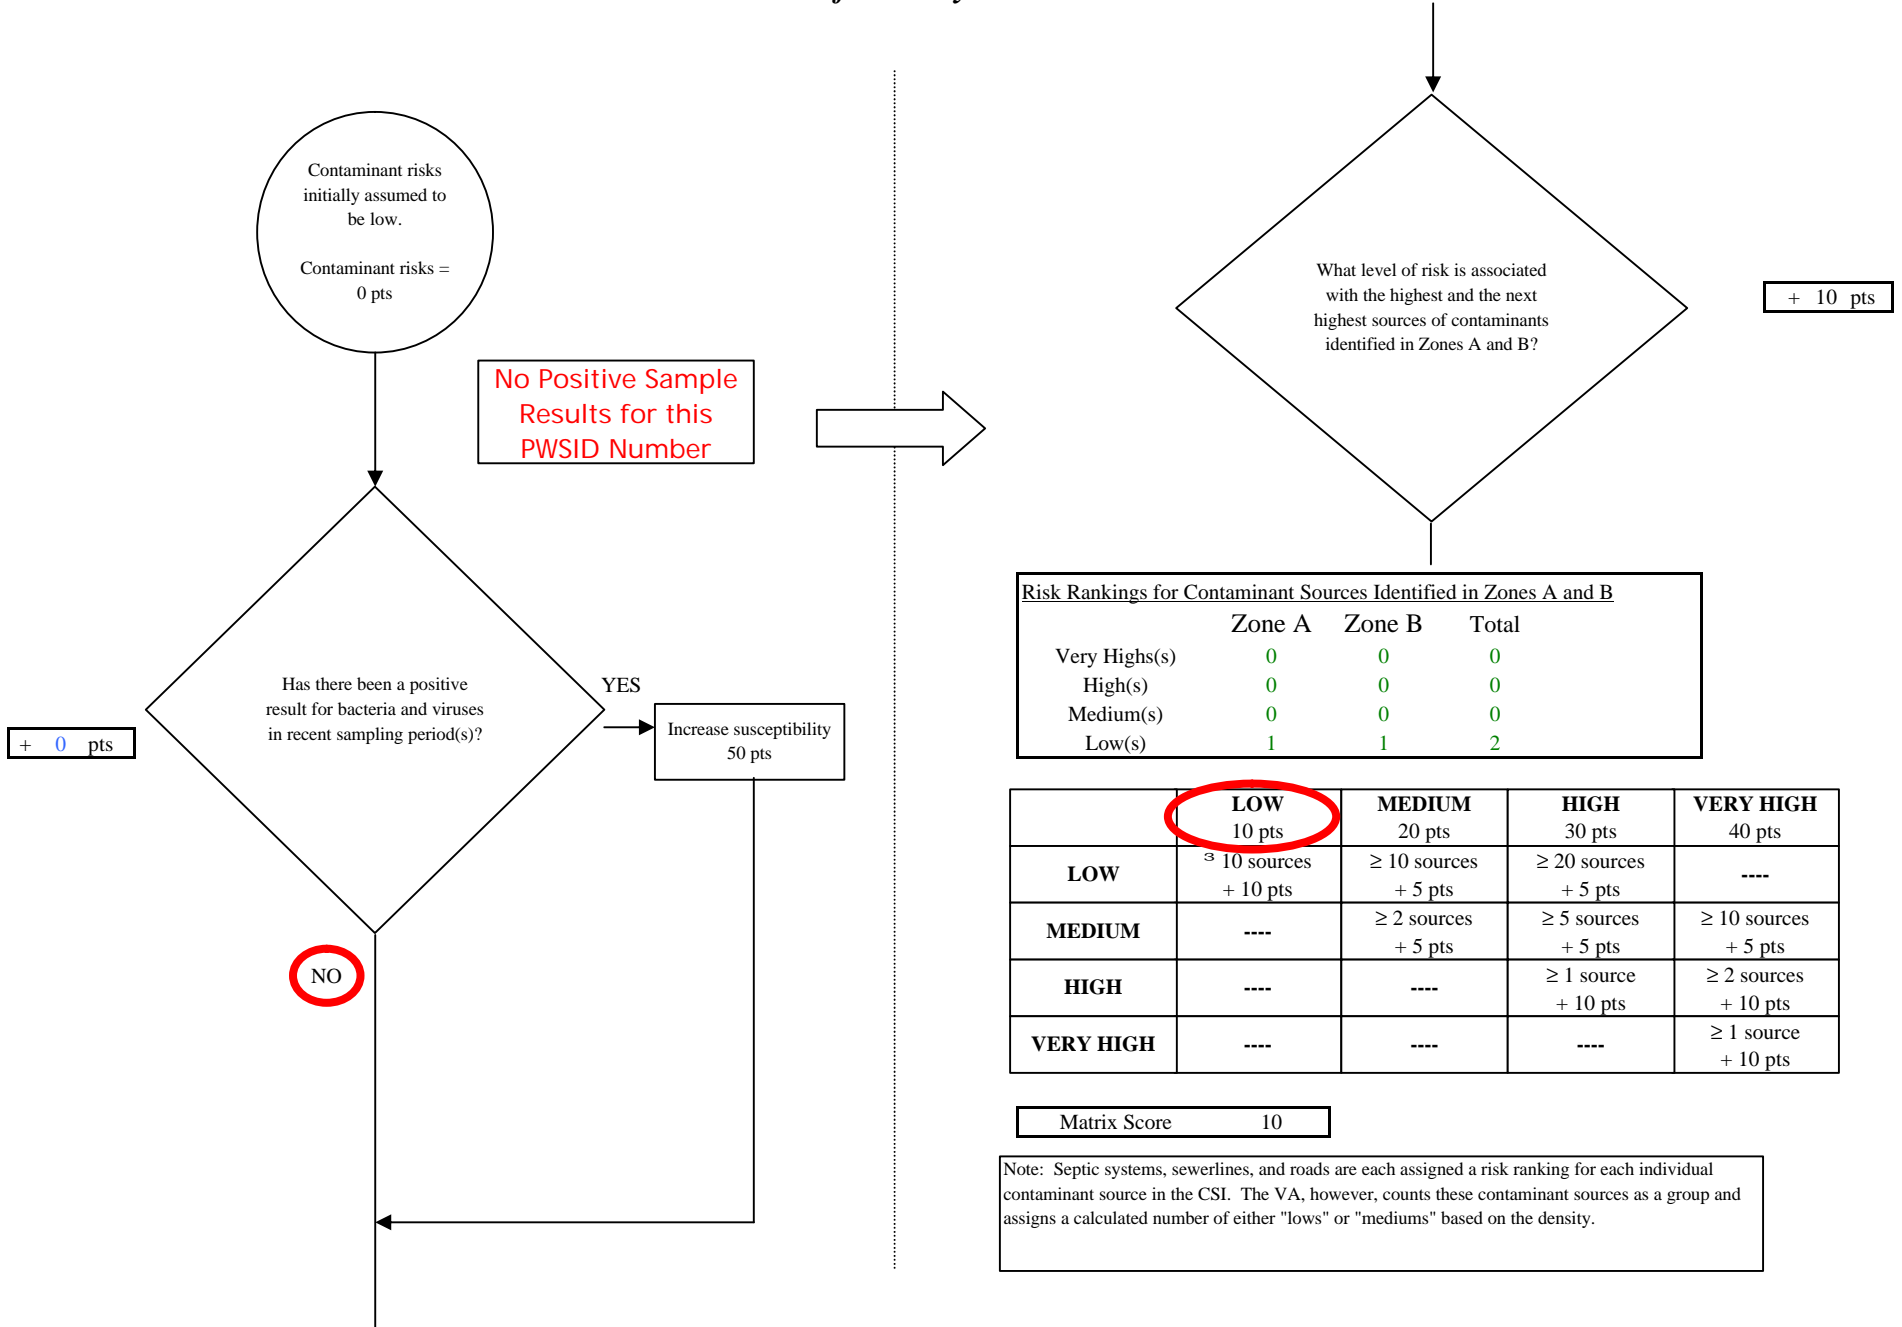 Contaminant risks
initially assumed to
be low.
Contaminant risks =
0 pts
No Positive Sample
Results for this
PWSID Number
Has there been a positive
result for bacteria and viruses
in recent sampling period(s)?
YES
Increase susceptibility
50 pts
+ 0 pts
NO
What level of risk is associated
with the highest and the next
highest sources of contaminants
identified in Zones A and B?
+ 10 pts
Risk Rankings for Contaminant Sources Identified in Zones A and B
Zone A Zone B Total
Very Highs(s) 0 0 0
High(s) 0 0 0
Medium(s) 0 0 0
Low(s) 1 1 2
LOW MEDIUM HIGH VERY HIGH
10 pts 20 pts 30 pts 40 pts
LOW ³ 10 sources ≥ 10 sources ≥ 20 sources ----
+ 10 pts + 5 pts + 5 pts
MEDIUM ---- ≥ 2 sources ≥ 5 sources ≥ 10 sources
+ 5 pts + 5 pts + 5 pts
HIGH ---- ---- ≥ 1 source ≥ 2 sources
+ 10 pts + 10 pts
VERY HIGH ---- ---- ---- ≥ 1 source
+ 10 pts
Matrix Score 10
Note: Septic systems, sewerlines, and roads are each assigned a risk ranking for each individual
contaminant source in the CSI. The VA, however, counts these contaminant sources as a group and
assigns a calculated number of either "lows" or "mediums" based on the density.